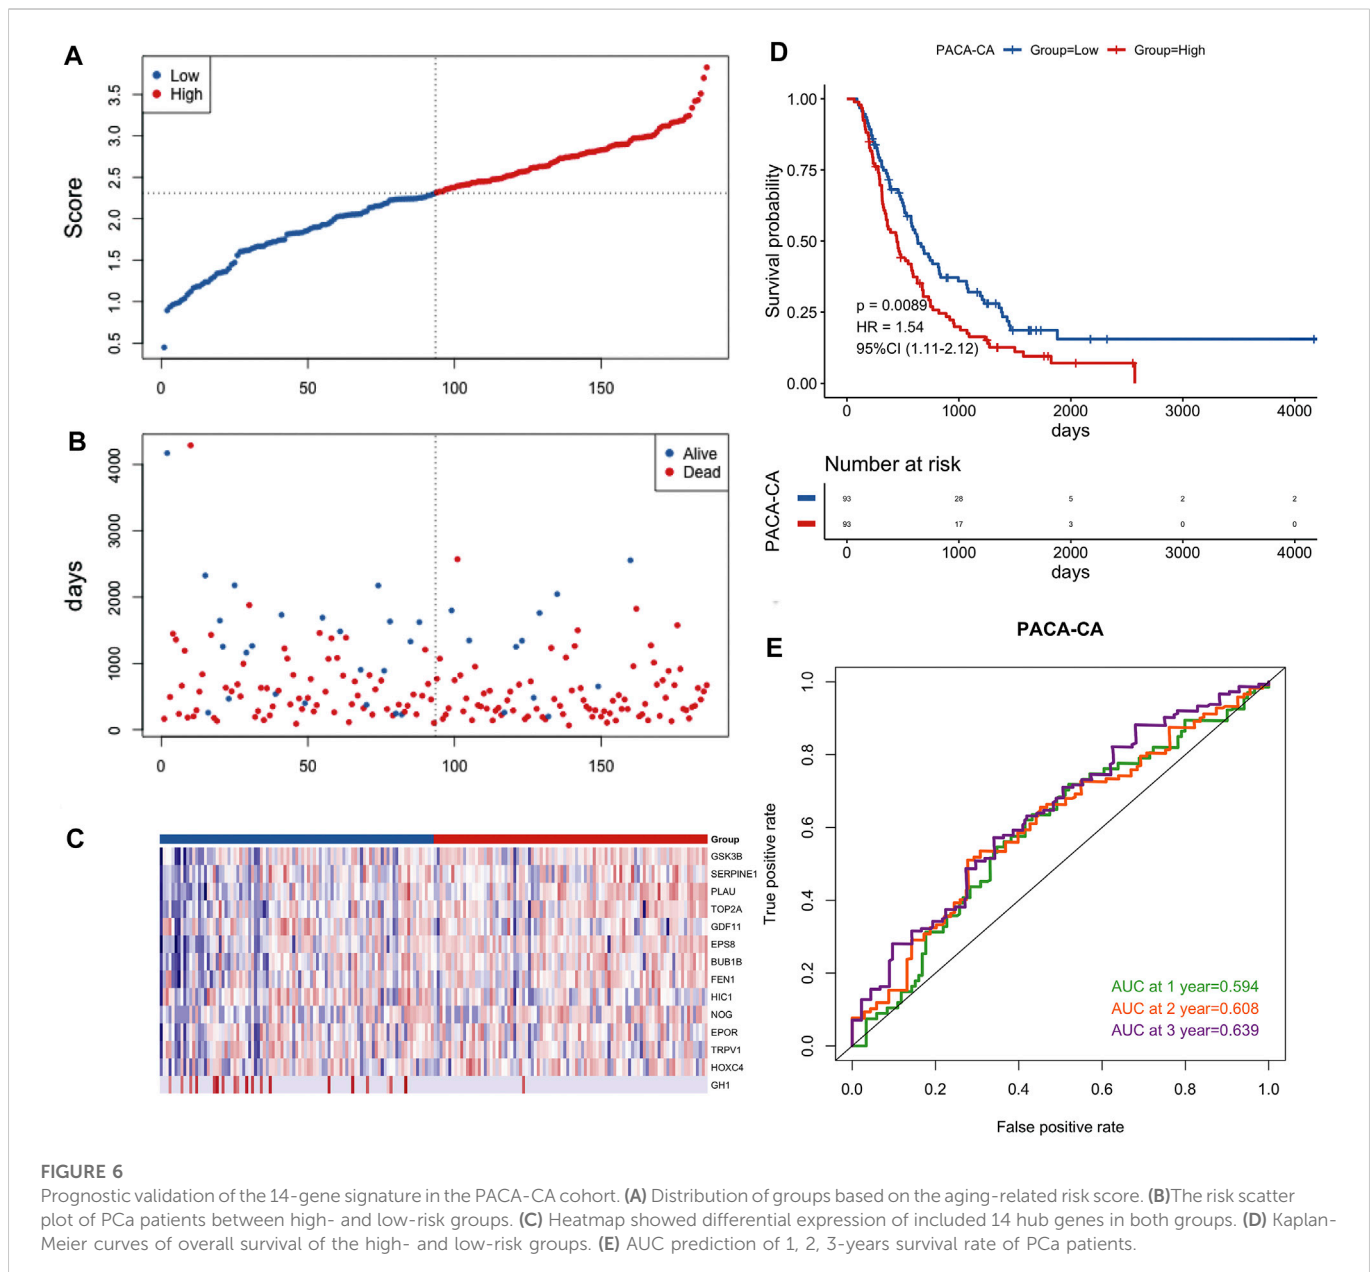 A
Low
High
Score
0.5 1.0 1.5 2.0 2.5 3.0 3.5
0 50 100 150
B
Alive
Dead
days
0 1000 2000 3000 4000
0 50 100 150
C
Group
GSK3B
SERPINE1
PLAU
TOP2A
GDF11
EPS8
BUB1B
FEN1
HIC1
NOG
EPOR
TRPV1
HOXC4
GH1
D
PACA-CA Group=Low Group=High
Survival probability
1.00
0.75
0.50
0.25
0.00
p = 0.0089
HR = 1.54
95%CI (1.11-2.12)
0 1000 2000 3000 4000
days
Number at risk
PACA-CA
93 28 5 2 2
93 17 3 0 0
0 1000 2000 3000 4000
days
E
PACA-CA
True positive rate
0.0 0.2 0.4 0.6 0.8 1.0
AUC at 1 year=0.594
AUC at 2 year=0.608
AUC at 3 year=0.639
0.0 0.2 0.4 0.6 0.8 1.0
False positive rate
FIGURE 6
Prognostic validation of the 14-gene signature in the PACA-CA cohort. (A) Distribution of groups based on the aging-related risk score. (B)The risk scatter
plot of PCa patients between high- and low-risk groups. (C) Heatmap showed differential expression of included 14 hub genes in both groups. (D) Kaplan-
Meier curves of overall survival of the high- and low-risk groups. (E) AUC prediction of 1, 2, 3-years survival rate of PCa patients.